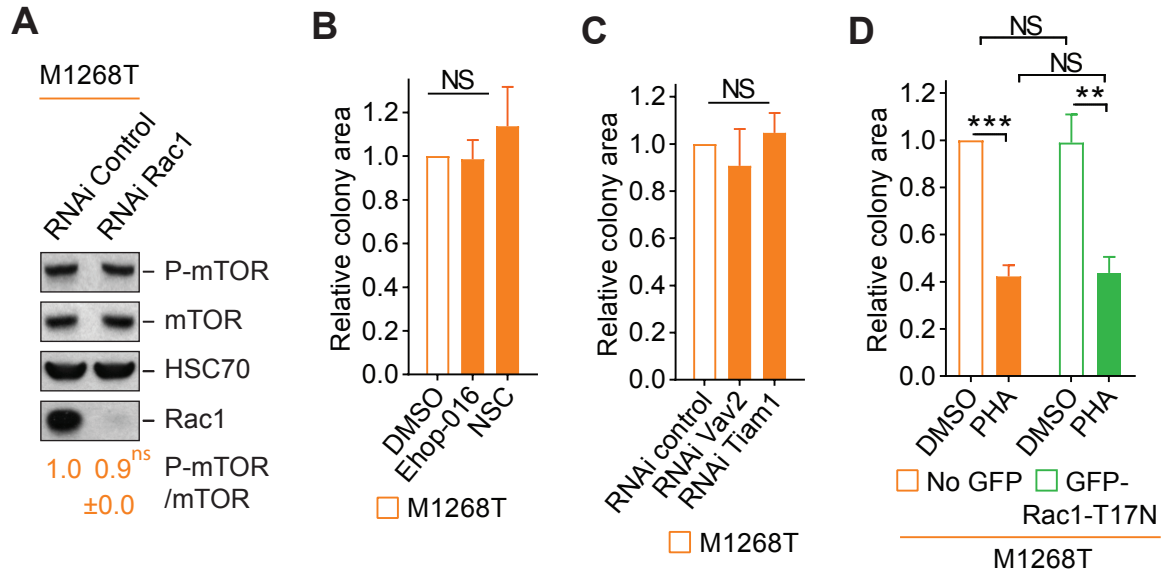 A
M1268T
RNAi Control
RNAi Rac1
P-mTOR
mTOR
HSC70
Rac1
1.0 0.9ns P-mTOR
±0.0 /mTOR
B
NS
Relative colony area
1.2
1.0
0.8
0.6
0.4
0.2
0.0
DMSO
Ehop-016
NSC
M1268T
C
NS
Relative colony area
1.2
1.0
0.8
0.6
0.4
0.2
0.0
RNAi control
RNAi Vav2
RNAi Tiam1
M1268T
D
NS
NS
***
**
Relative colony area
1.2
1.0
0.8
0.6
0.4
0.2
0.0
DMSO
PHA
DMSO
PHA
No GFP
GFP-
Rac1-T17N
M1268T